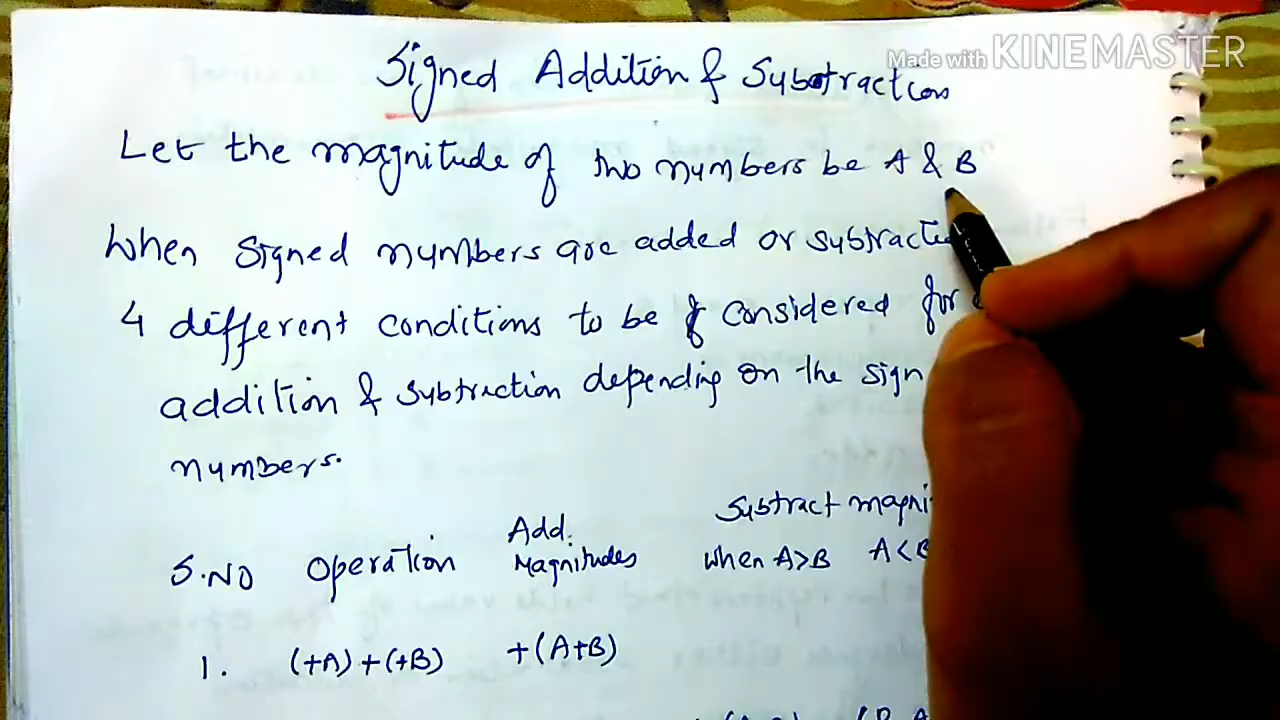 Made with KINEMASTER
Signed Addition & Subtraction
Let the magnitude of two numbers be A & B
When signed numbers are added or subtracted
4 different conditions to be considered for
addition & subtraction depending on the sign
numbers.
Subtract
Add.
S.NO Operation Magnitudes when A>B A<B
1. (+A)+(+B) +(A+B)